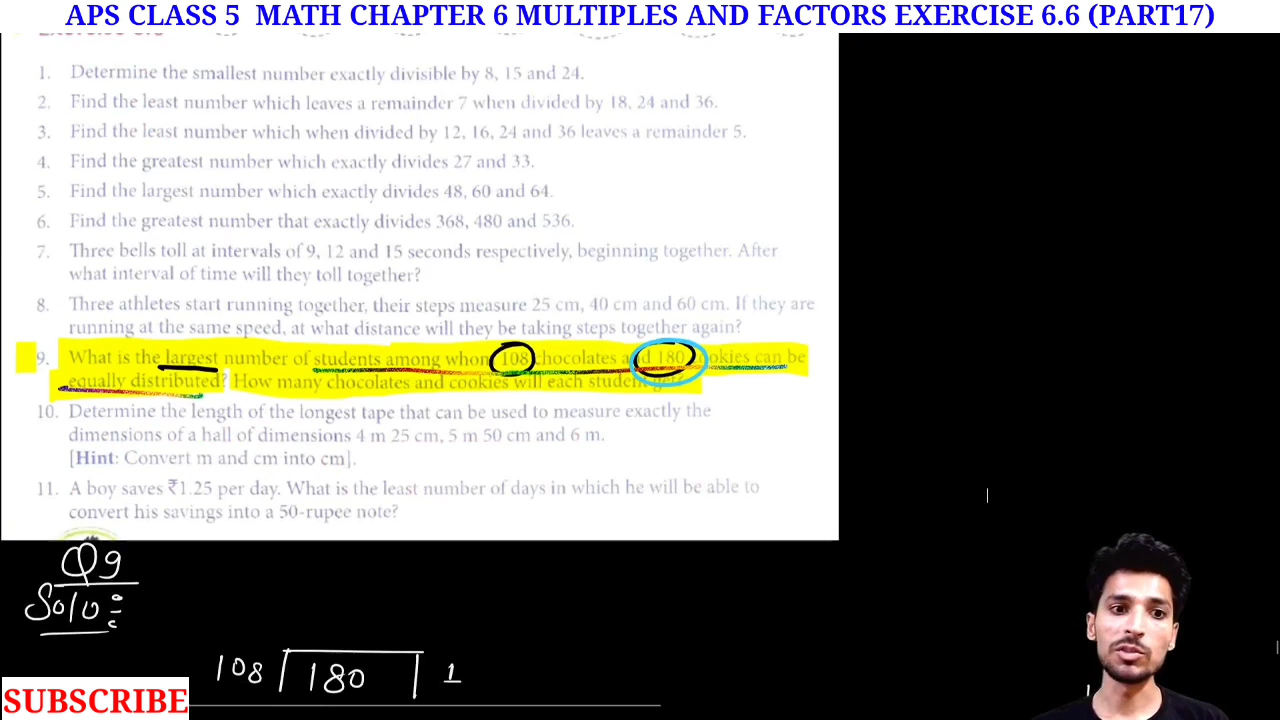 APS CLASS 5 MATH CHAPTER 6 MULTIPLES AND FACTORS EXERCISE 6.6 (PART17)
1. Determine the smallest number exactly divisible by 8, 15 and 24.
2. Find the least number which leaves a remainder 7 when divided by 18, 24 and 36.
3. Find the least number which when divided by 12, 16, 24 and 36 leaves a remainder 5.
4. Find the greatest number which exactly divides 27 and 33.
5. Find the largest number which exactly divides 48, 60 and 64.
6. Find the greatest number that exactly divides 368, 480 and 536.
7. Three bells toll at intervals of 9, 12 and 15 seconds respectively, beginning together. After
what interval of time will they toll together?
8. Three athletes start running together, their steps measure 25 cm, 40 cm and 60 cm. If they are
running at the same speed, at what distance will they be taking steps together again?
9. What is the largest number of students among whom 108 chocolates and 180 cookies can be
equally distributed? How many chocolates and cookies will each student get?
10. Determine the length of the longest tape that can be used to measure exactly the
dimensions of a hall of dimensions 4 m 25 cm, 5 m 50 cm and 6 m.
[Hint: Convert m and cm into cm].
11. A boy saves ₹1.25 per day. What is the least number of days in which he will be able to
convert his savings into a 50-rupee note?
Q9
Solo:
108 180 1
SUBSCRIBE